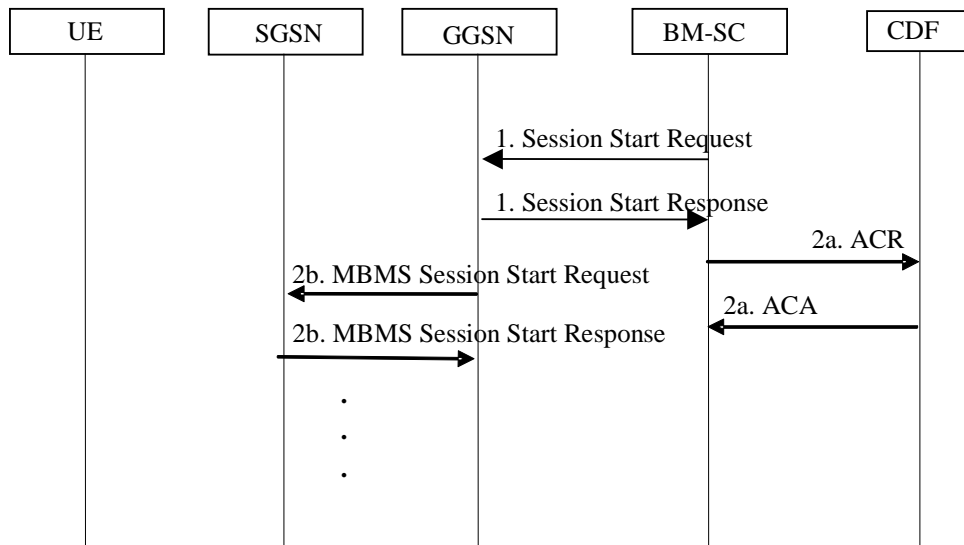 UE
SGSN
GGSN
BM-SC
CDF
1. Session Start Request
1. Session Start Response
2a. ACR
2b. MBMS Session Start Request
2a. ACA
2b. MBMS Session Start Response
.
.
.